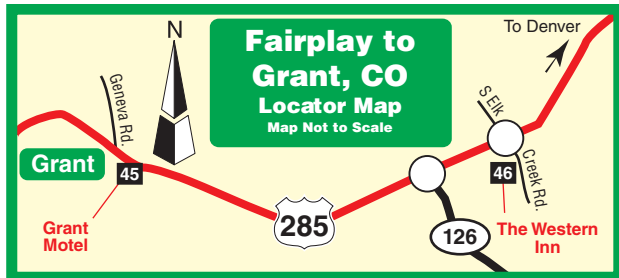 Fairplay to
Grant, CO
Locator Map
Map Not to Scale
N
To Denver
Geneva Rd.
S Elk
Creek Rd.
Grant
45
46
Grant
Motel
285
126
The Western
Inn